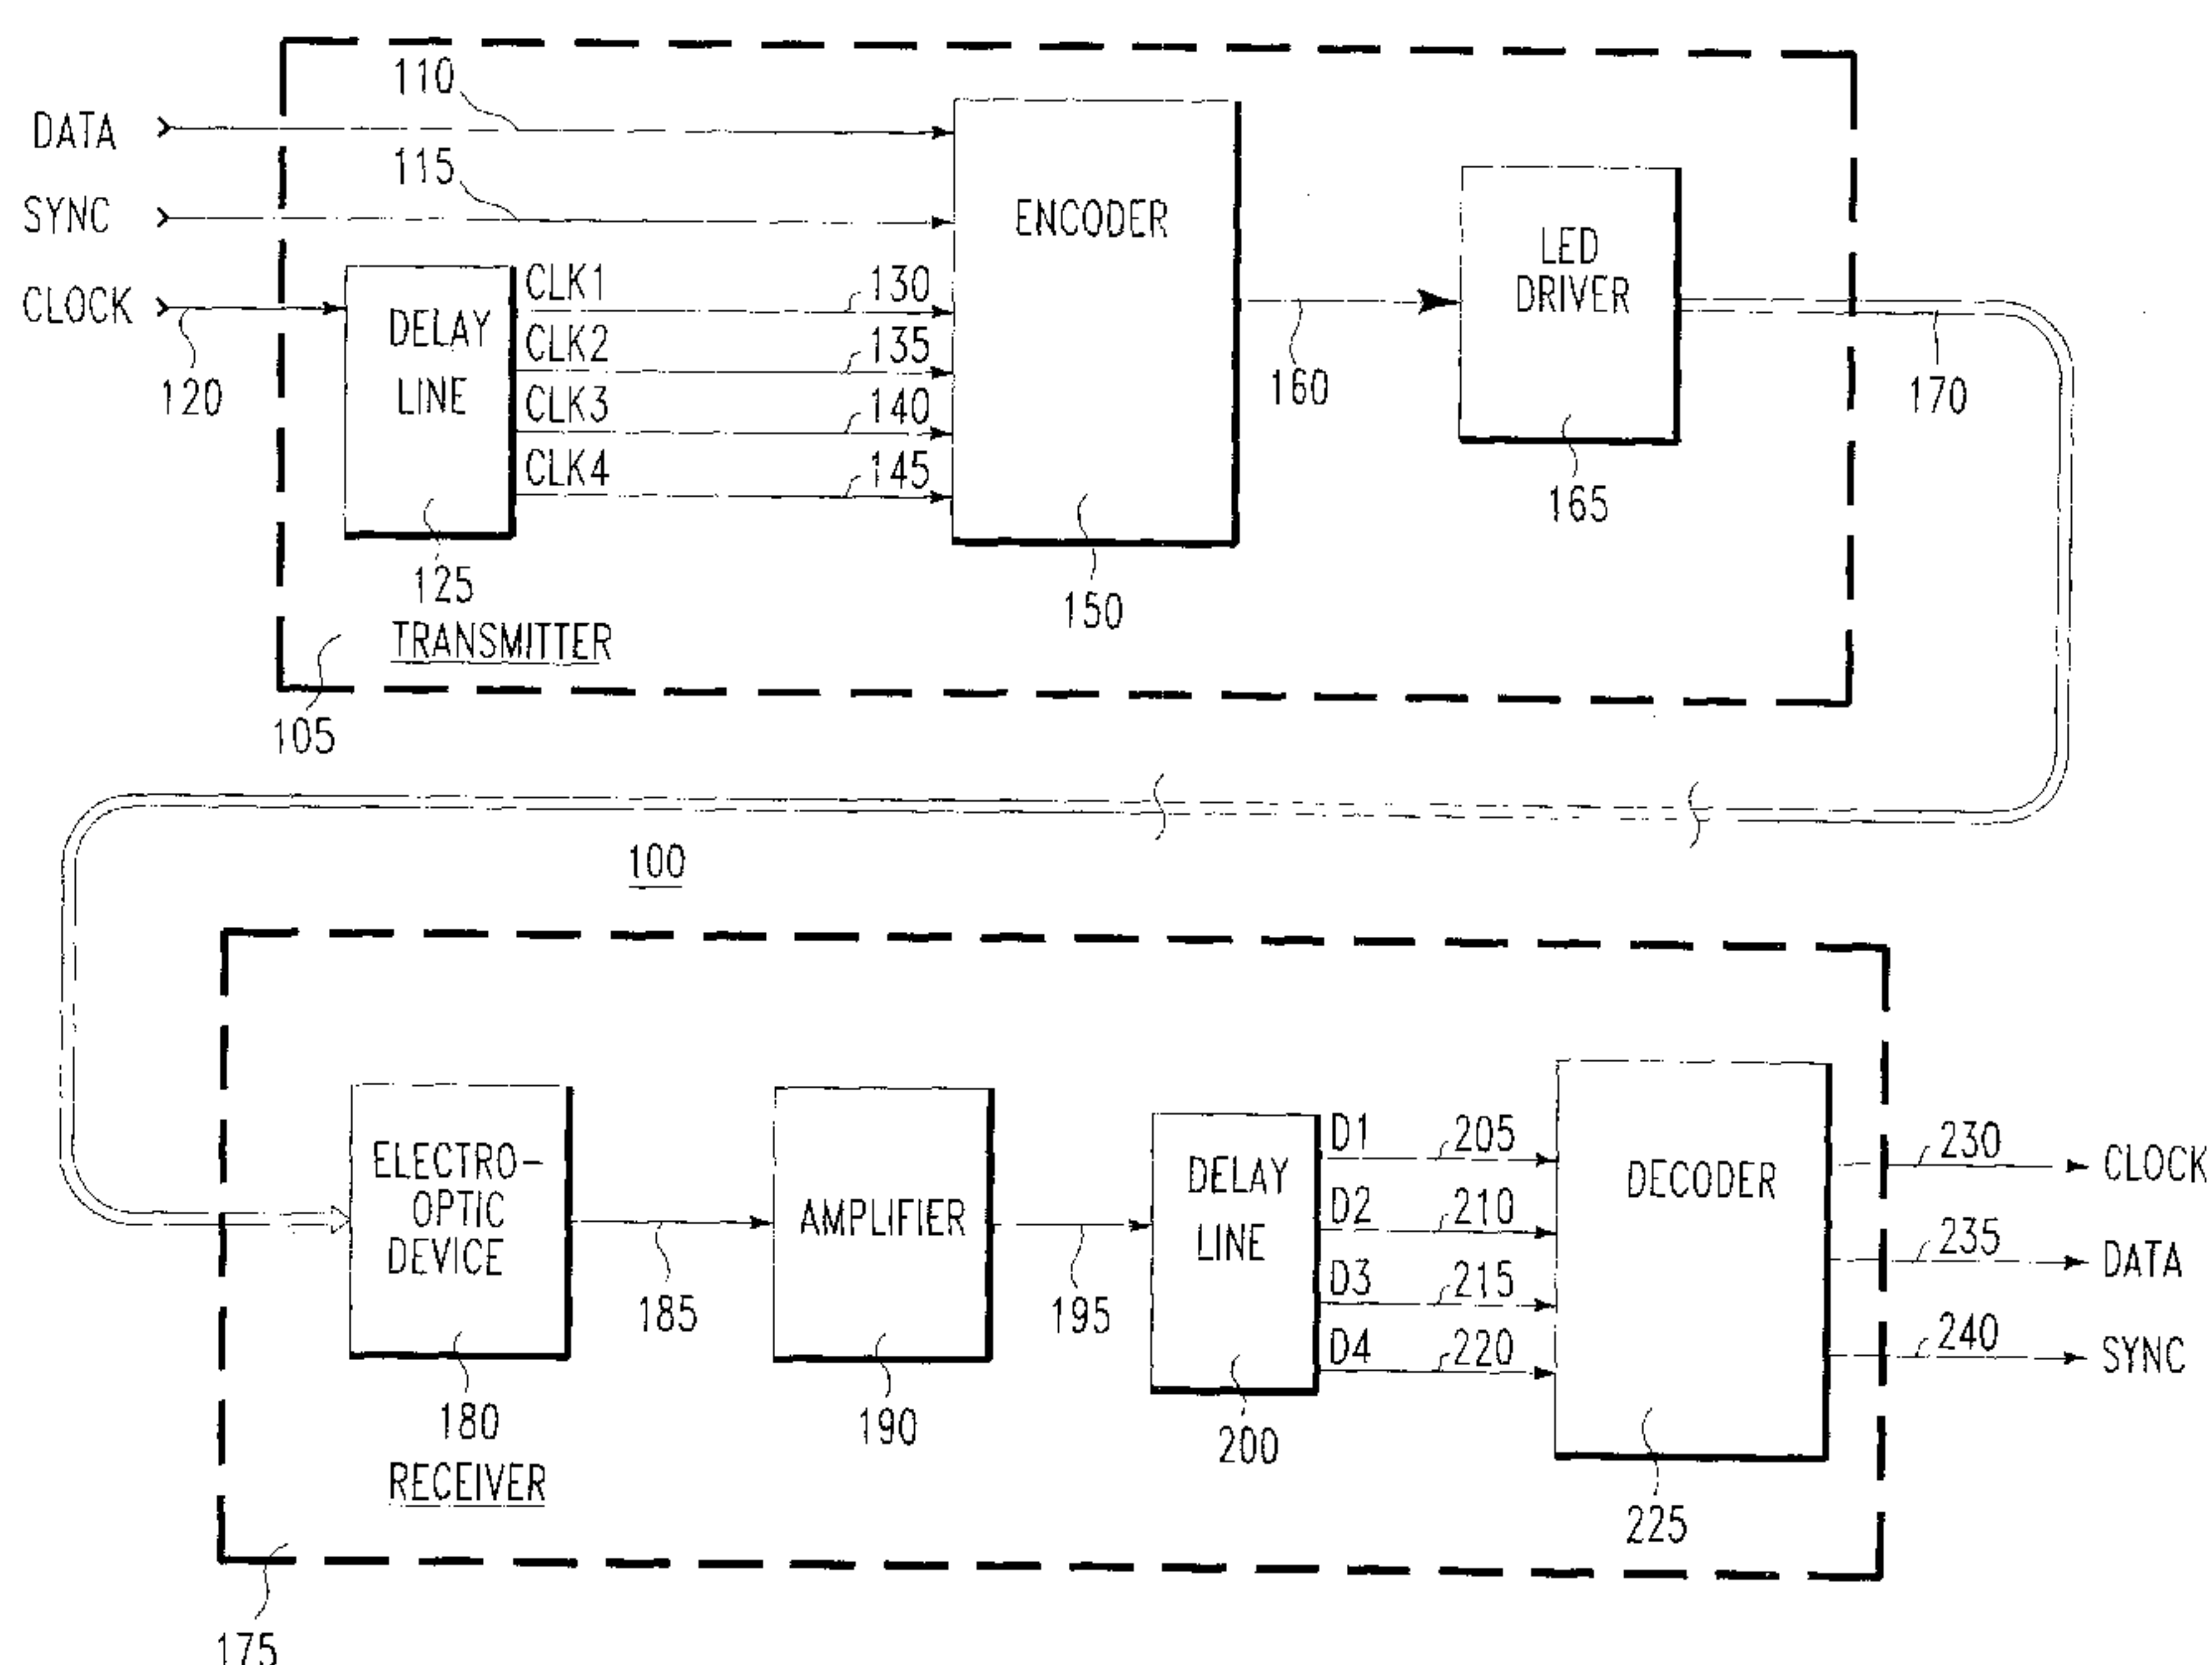 110
DATA
115
SYNC
ENCODER
LED
DRIVER
CLOCK
120
DELAY
LINE
CLK1
130
CLK2
135
CLK3
140
CLK4
145
160
170
125
150
165
TRANSMITTER
105
100
ELECTRO-
OPTIC
DEVICE
185
AMPLIFIER
195
DELAY
LINE
D1
205
D2
210
D3
215
D4
220
DECODER
230
CLOCK
235
DATA
240
SYNC
180
190
200
225
RECEIVER
175